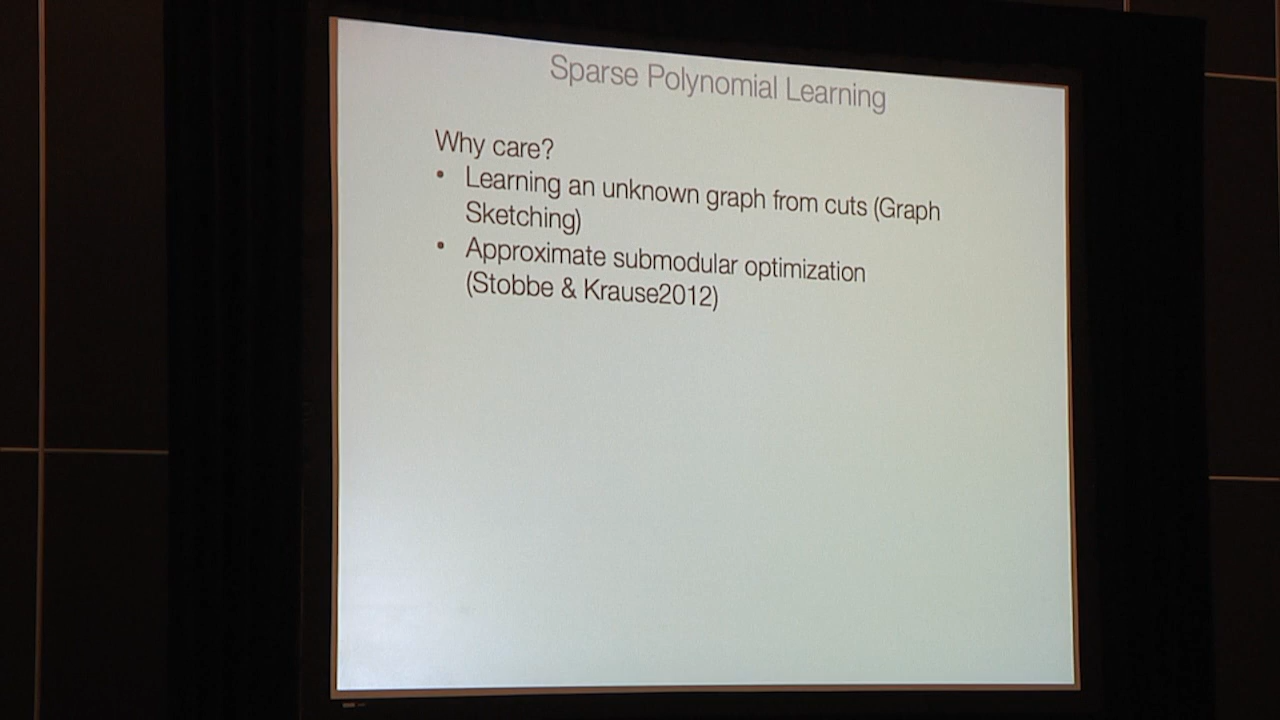 Sparse Polynomial Learning
Why care?
• Learning an unknown graph from cuts (Graph
Sketching)
• Approximate submodular optimization
(Stobbe & Krause2012)